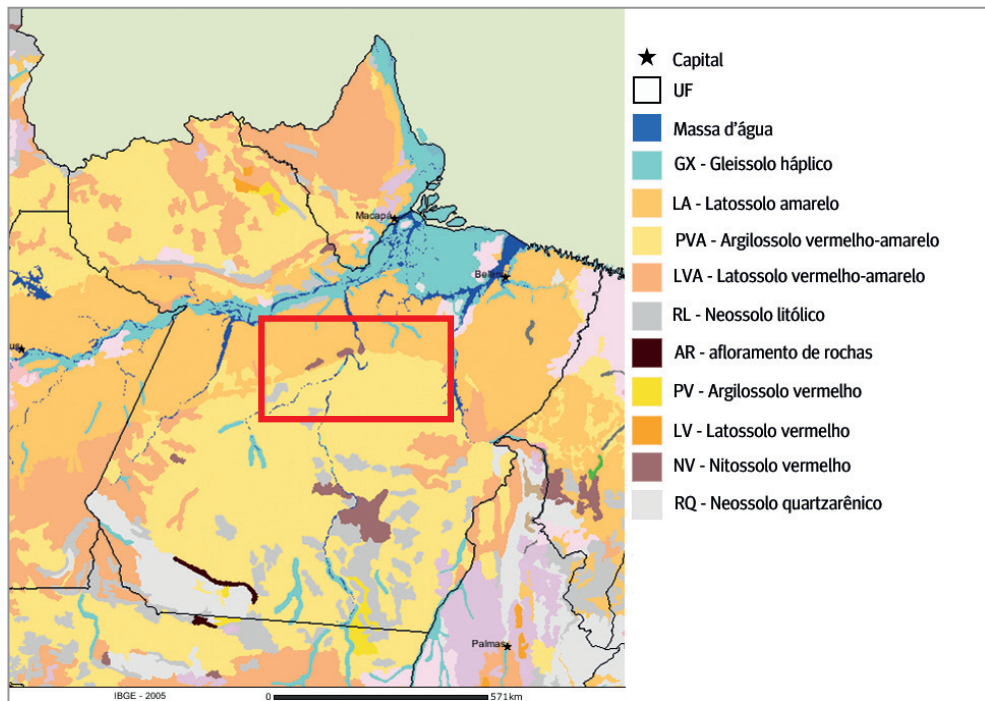 Macapá
Belém
us
Palmas
IBGE - 2005
0
571km
Capital
UF
Massa d'água
GX - Gleissolo háplico
LA - Latossolo amarelo
PVA - Argilossolo vermelho-amarelo
LVA - Latossolo vermelho-amarelo
RL - Neossolo litólico
AR - afloramento de rochas
PV - Argilossolo vermelho
LV - Latossolo vermelho
NV - Nitossolo vermelho
RQ - Neossolo quartzarênico